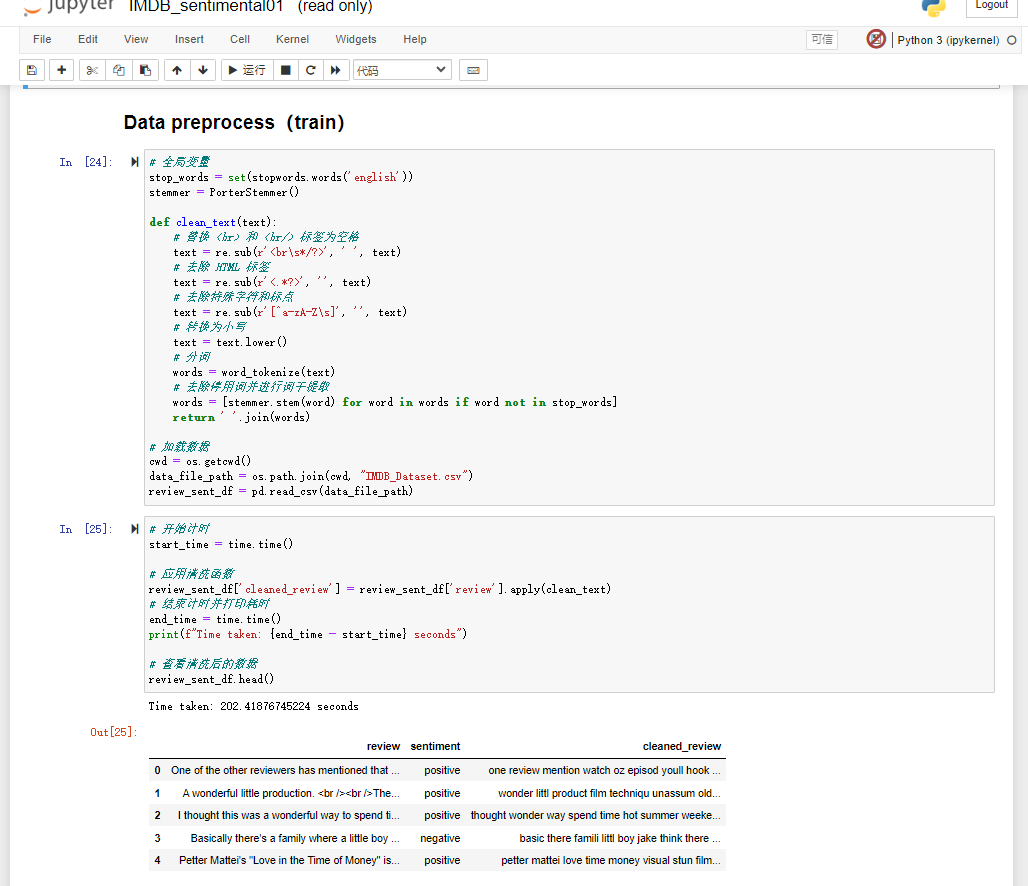 jupyter IMDB_sentimental01 (read only)
Logout
File Edit View Insert Cell Kernel Widgets Help
可信
Python 3 (ipykernel)
运行
代码
Data preprocess（train）
In [24]:
# 全局变量
stop_words = set(stopwords.words('english'))
stemmer = PorterStemmer()
def clean_text(text):
# 替换 <br> 和 <br/> 标签为空格
text = re.sub(r'<br\s*/?>', ' ', text)
# 去除 HTML 标签
text = re.sub(r'<.*?>', '', text)
# 去除特殊字符和标点
text = re.sub(r'[^a-zA-Z\s]', '', text)
# 转换为小写
text = text.lower()
# 分词
words = word_tokenize(text)
# 去除停用词并进行词干提取
words = [stemmer.stem(word) for word in words if word not in stop_words]
return ' '.join(words)
# 加载数据
cwd = os.getcwd()
data_file_path = os.path.join(cwd, "IMDB_Dataset.csv")
review_sent_df = pd.read_csv(data_file_path)
In [25]:
# 开始计时
start_time = time.time()
# 应用清洗函数
review_sent_df['cleaned_review'] = review_sent_df['review'].apply(clean_text)
# 结束计时并打印耗时
end_time = time.time()
print(f"Time taken: {end_time - start_time} seconds")
# 查看清洗后的数据
review_sent_df.head()
Time taken: 202.41876745224 seconds
Out[25]:
review sentiment cleaned_review
0 One of the other reviewers has mentioned that ... positive one review mention watch oz episod youll hook ...
1 A wonderful little production. <br /><br />The... positive wonder littl product film techniqu unassum old...
2 I thought this was a wonderful way to spend ti... positive thought wonder way spend time hot summer weeke...
3 Basically there's a family where a little boy ... negative basic there famili littl boy jake think there ...
4 Petter Mattei's "Love in the Time of Money" is... positive petter mattei love time money visual stun film...